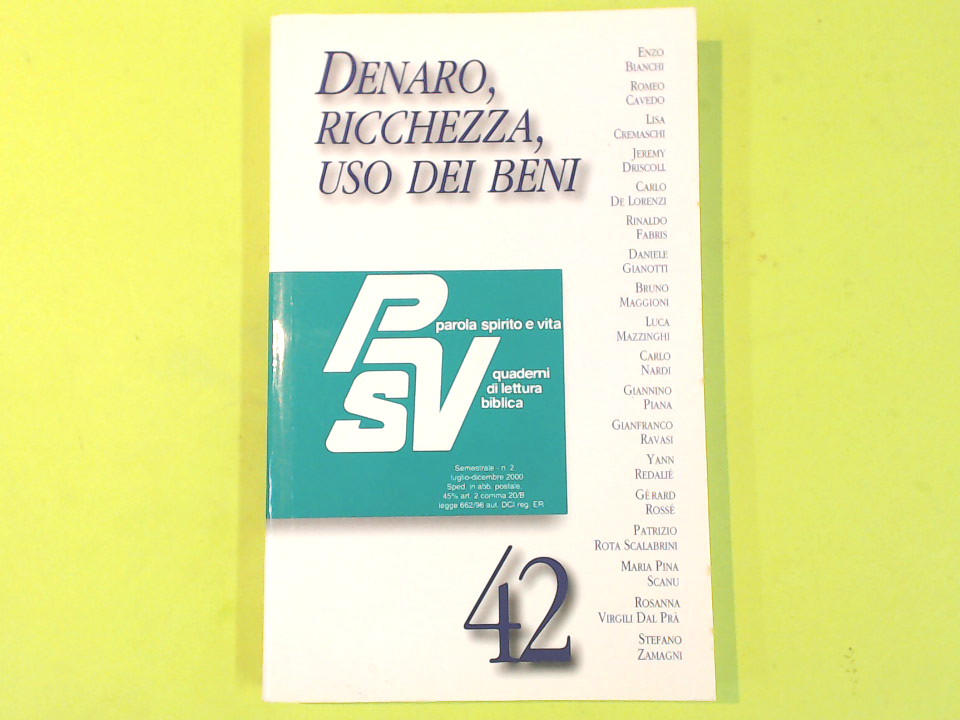 DENARO,
RICCHEZZA,
USO DEI BENI
PSV
parola spirito e vita
quaderni
di lettura
biblica
Semestrale - n. 2
luglio-dicembre 2000
Sped. in abb. postale,
45% art. 2 comma 20/B
legge 662/96 aut. DCI reg. ER
42
ENZO
BIANCHI
ROMEO
CAVEDO
LISA
CREMASCHI
JEREMY
DRISCOLL
CARLO
DE LORENZI
RINALDO
FABRIS
DANIELE
GIANOTTI
BRUNO
MAGGIONI
LUCA
MAZZINGHI
CARLO
NARDI
GIANNINO
PIANA
GIANFRANCO
RAVASI
YANN
REDALIÈ
GÈRARD
ROSSÈ
PATRIZIO
ROTA SCALABRINI
MARIA PINA
SCANU
ROSANNA
VIRGILI DAL PRÀ
STEFANO
ZAMAGNI